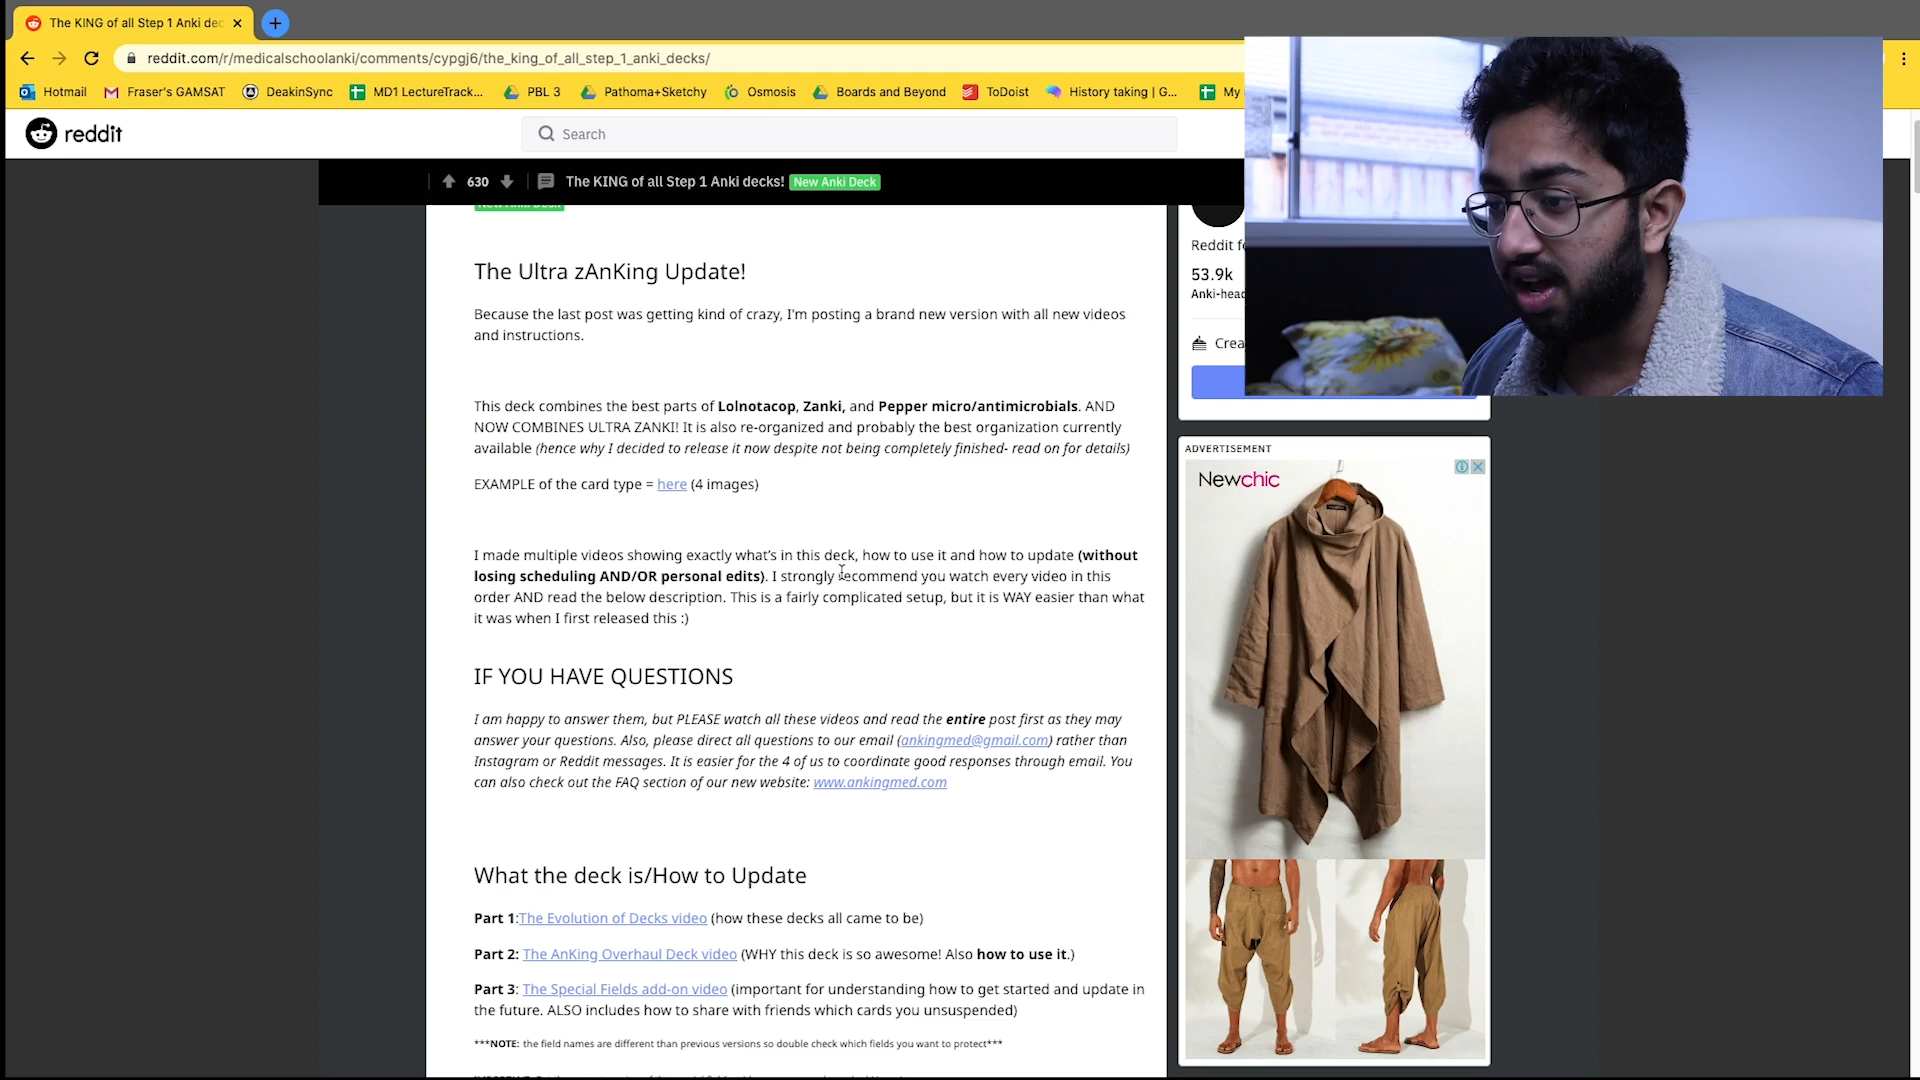 The KING of all Step 1 Anki dec
reddit.com/r/medicalschoolanki/comments/cypgj6/the_king_of_all_step_1_anki_decks/
Hotmail
Fraser's GAMSAT
DeakinSync
MD1 LectureTrack...
PBL 3
Pathoma+Sketchy
Osmosis
Boards and Beyond
ToDoist
History taking | G...
My
reddit
Search
630
The KING of all Step 1 Anki decks!
New Anki Deck
New Anki Deck
The Ultra zAnKing Update!
Because the last post was getting kind of crazy, I'm posting a brand new version with all new videos
and instructions.
This deck combines the best parts of Lolnotacop, Zanki, and Pepper micro/antimicrobials. AND
NOW COMBINES ULTRA ZANKI! It is also re-organized and probably the best organization currently
available (hence why I decided to release it now despite not being completely finished- read on for details)
EXAMPLE of the card type = here (4 images)
I made multiple videos showing exactly what's in this deck, how to use it and how to update (without
losing scheduling AND/OR personal edits). I strongly recommend you watch every video in this
order AND read the below description. This is a fairly complicated setup, but it is WAY easier than what
it was when I first released this :)
IF YOU HAVE QUESTIONS
I am happy to answer them, but PLEASE watch all these videos and read the entire post first as they may
answer your questions. Also, please direct all questions to our email (ankingmed@gmail.com) rather than
Instagram or Reddit messages. It is easier for the 4 of us to coordinate good responses through email. You
can also check out the FAQ section of our new website: www.ankingmed.com
What the deck is/How to Update
Part 1:The Evolution of Decks video (how these decks all came to be)
Part 2: The AnKing Overhaul Deck video (WHY this deck is so awesome! Also how to use it.)
Part 3: The Special Fields add-on video (important for understanding how to get started and update in
the future. ALSO includes how to share with friends which cards you unsuspended)
***NOTE: the field names are different than previous versions so double check which fields you want to protect***
Reddit fo
53.9k
Anki-head
Crea
ADVERTISEMENT
Newchic